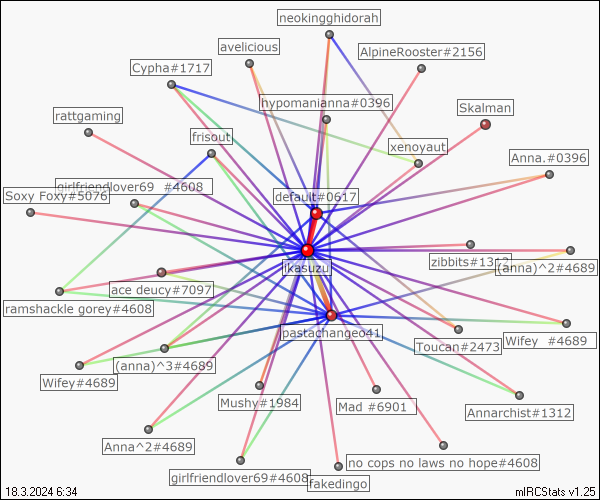 neokingghidorah
avelicious
AlpineRooster#2156
Cypha#1717
hypomanianna#0396
Skalman
rattgaming
frisout
xenoyaut
Anna.#0396
girlfriendlover69 #4608
Soxy Foxy#5076
default#0617
ikasuzu
zibbits#1312
(anna)^2#4689
ace deucy#7097
ramshackle gorey#4608
pastachangeo41
Toucan#2473
Wifey #4689
Wifey#4689
(anna)^3#4689
Mushy#1984
Mad #6901
Annarchist#1312
Anna^2#4689
girlfriendlover69#4608
no cops no laws no hope#4608
fakedingo
18.3.2024 6:34
mIRCStats v1.25